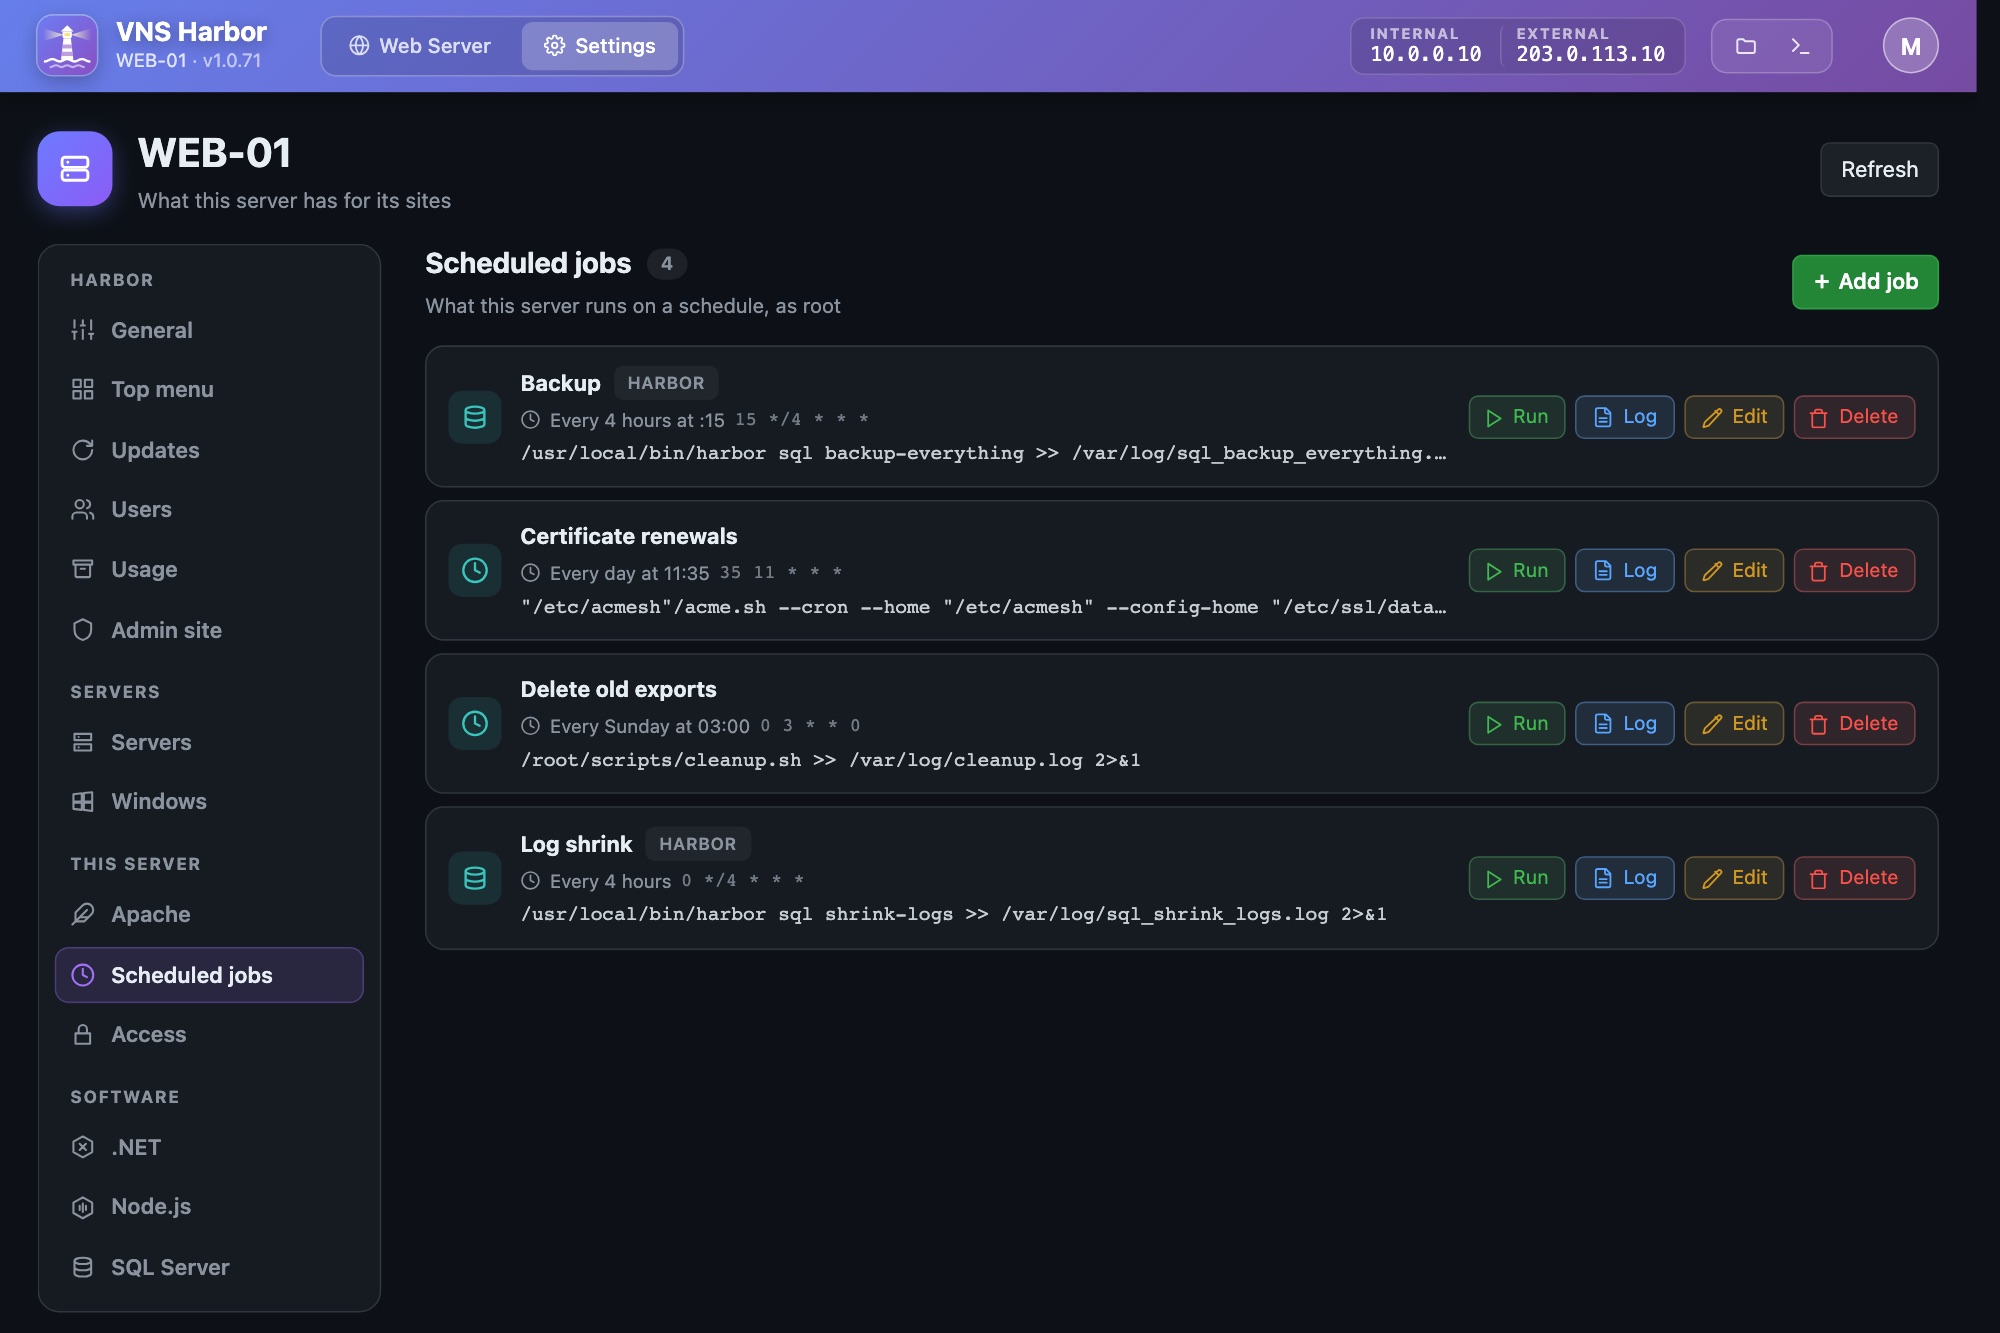 VNS Harbor
WEB-01 · v1.0.71
Web Server
Settings
INTERNAL
10.0.0.10
EXTERNAL
203.0.113.10
M
WEB-01
What this server has for its sites
Refresh
HARBOR
General
Top menu
Updates
Users
Usage
Admin site
SERVERS
Servers
Windows
THIS SERVER
Apache
Scheduled jobs
Access
SOFTWARE
.NET
Node.js
SQL Server
Scheduled jobs 4
What this server runs on a schedule, as root
+ Add job
Backup HARBOR
Every 4 hours at :15 15 */4 * * *
/usr/local/bin/harbor sql backup-everything >> /var/log/sql_backup_everything.…
Run Log Edit Delete
Certificate renewals
Every day at 11:35 35 11 * * *
"/etc/acmesh"/acme.sh --cron --home "/etc/acmesh" --config-home "/etc/ssl/data…
Run Log Edit Delete
Delete old exports
Every Sunday at 03:00 0 3 * * 0
/root/scripts/cleanup.sh >> /var/log/cleanup.log 2>&1
Run Log Edit Delete
Log shrink HARBOR
Every 4 hours 0 */4 * * *
/usr/local/bin/harbor sql shrink-logs >> /var/log/sql_shrink_logs.log 2>&1
Run Log Edit Delete